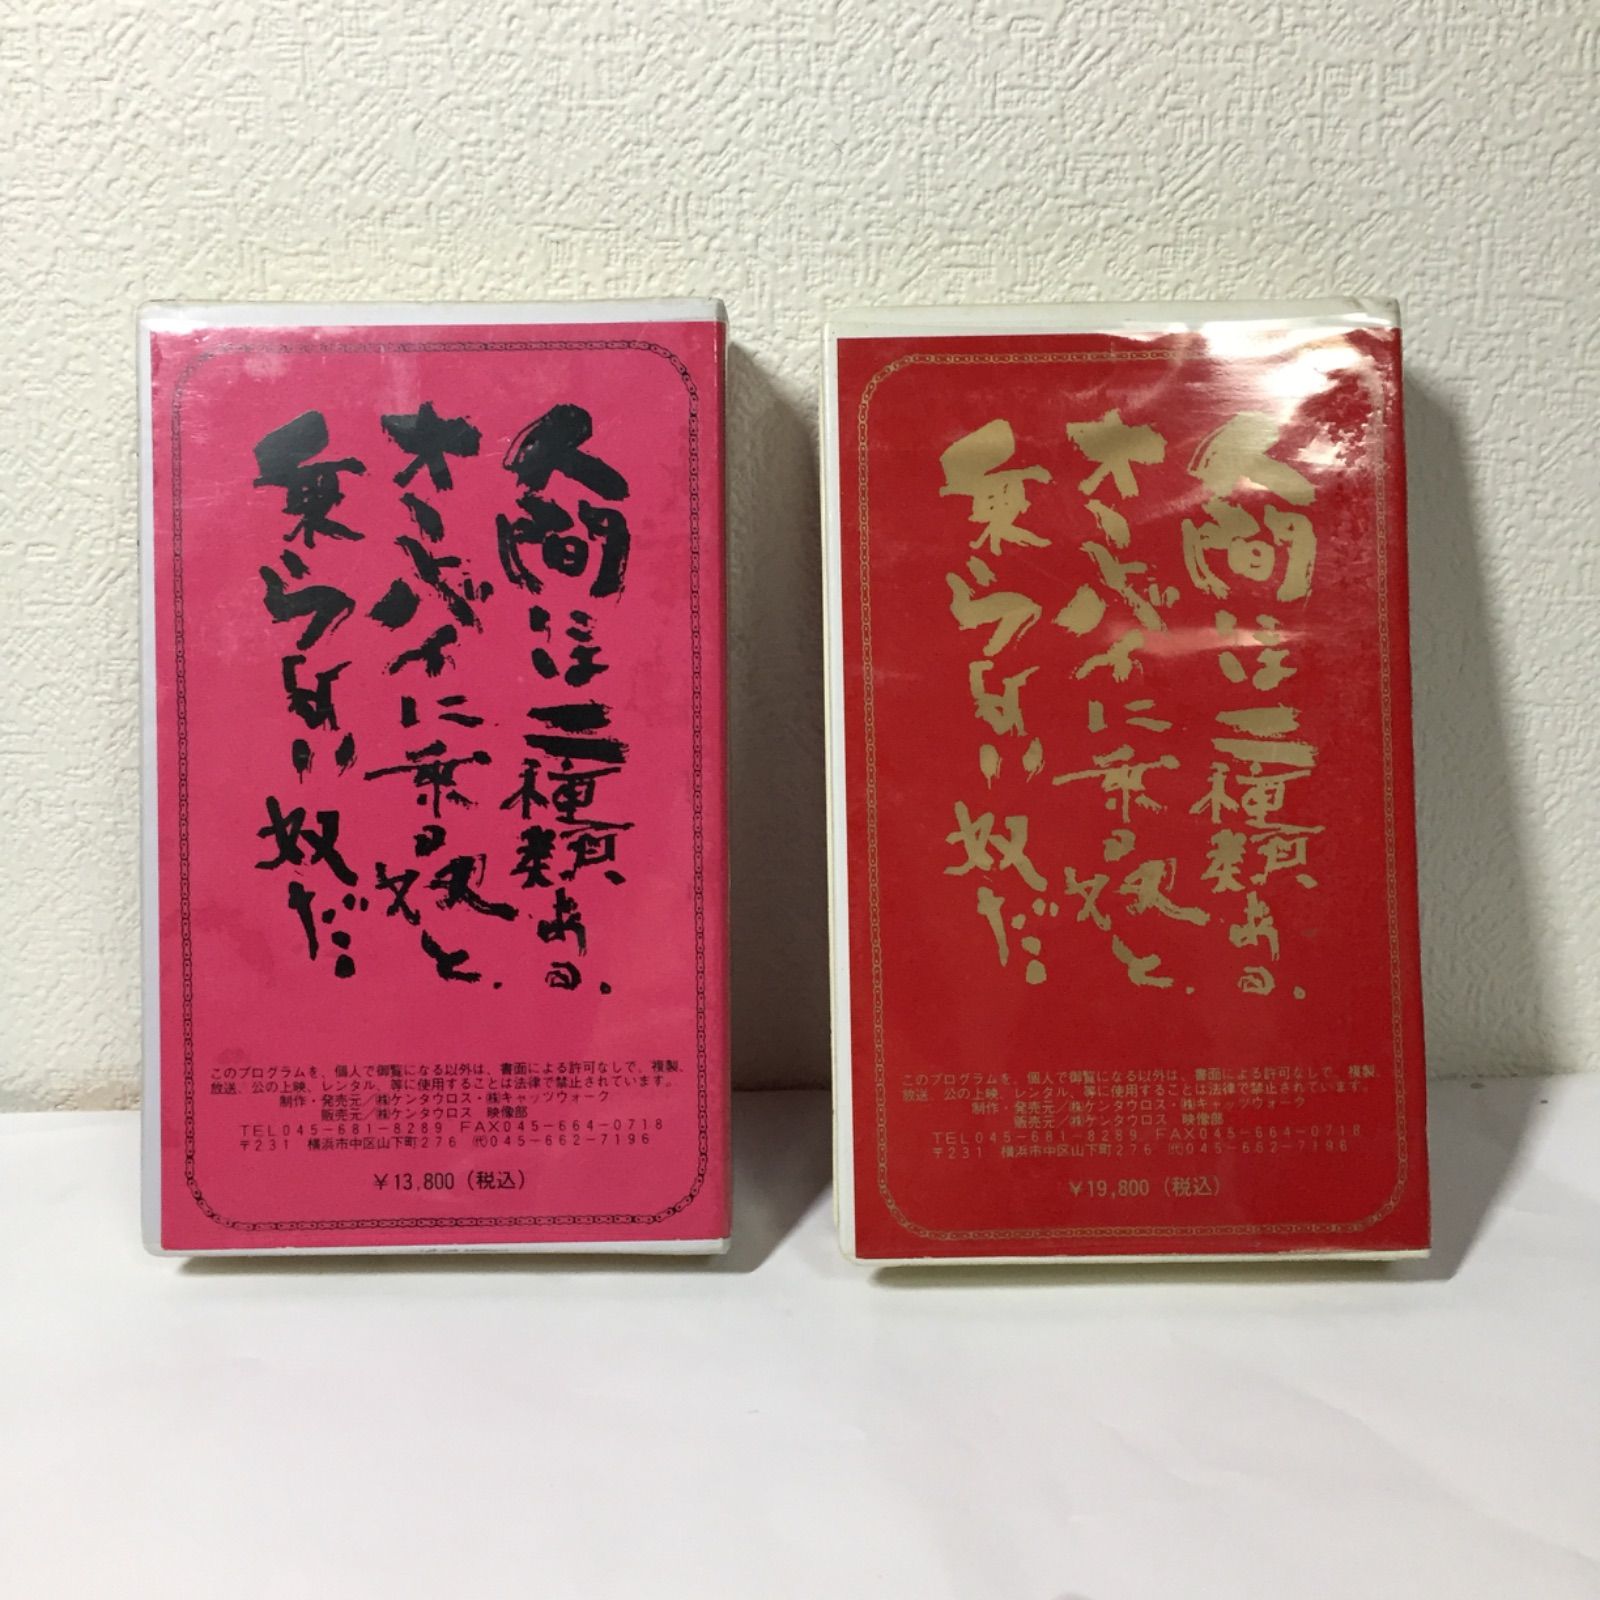 人間は二種類、ある。
オートバイに乗る奴と、
乗らない奴だ…
このプログラムを、個人で御覧になる以外は、書面による許可なしで、複製、
放送、公の上映、レンタル、等に使用することは法律で禁止されています。
制作・発売元／㈱ケンタウロス・㈱キャッツウォーク
販売元／㈱ケンタウロス 映像部
TEL045-681-8289 FAX045-664-0718
〒231 横浜市中区山下町276 ㈹045-662-7196
￥13,800（税込）
人間は二種類、ある。
オートバイに乗る奴と、
乗らない奴だ…
このプログラムを、個人で御覧になる以外は、書面による許可なしで、複製、
放送、公の上映、レンタル、等に使用することは法律で禁止されています。
制作・発売元／㈱ケンタウロス・㈱キャッツウォーク
販売元／㈱ケンタウロス 映像部
TEL045-681-8289 FAX045-664-0718
〒231 横浜市中区山下町276 ㈹045-662-7196
￥19,800（税込）